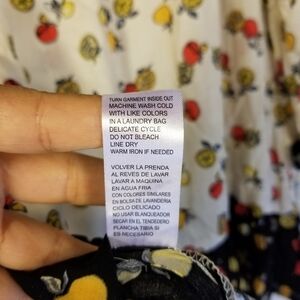 TURN GARMENT INSIDE OUT
MACHINE WASH COLD
WITH LIKE COLORS
IN A LAUNDRY BAG
DELICATE CYCLE
DO NOT BLEACH
LINE DRY
WARM IRON IF NEEDED
VOLVER LA PRENDA
AL REVES DE LAVAR
LAVAR A MAQUINA
EN AGUA FRIA
CON COLORES SIMILARES
EN BOLSA DE LAVANDERIA
CICLO DELICADO
NO USAR BLANQUEADOR
SECAR EN EL TENDEDERO
PLANCHA TIBIA SI
ES NECESARIO